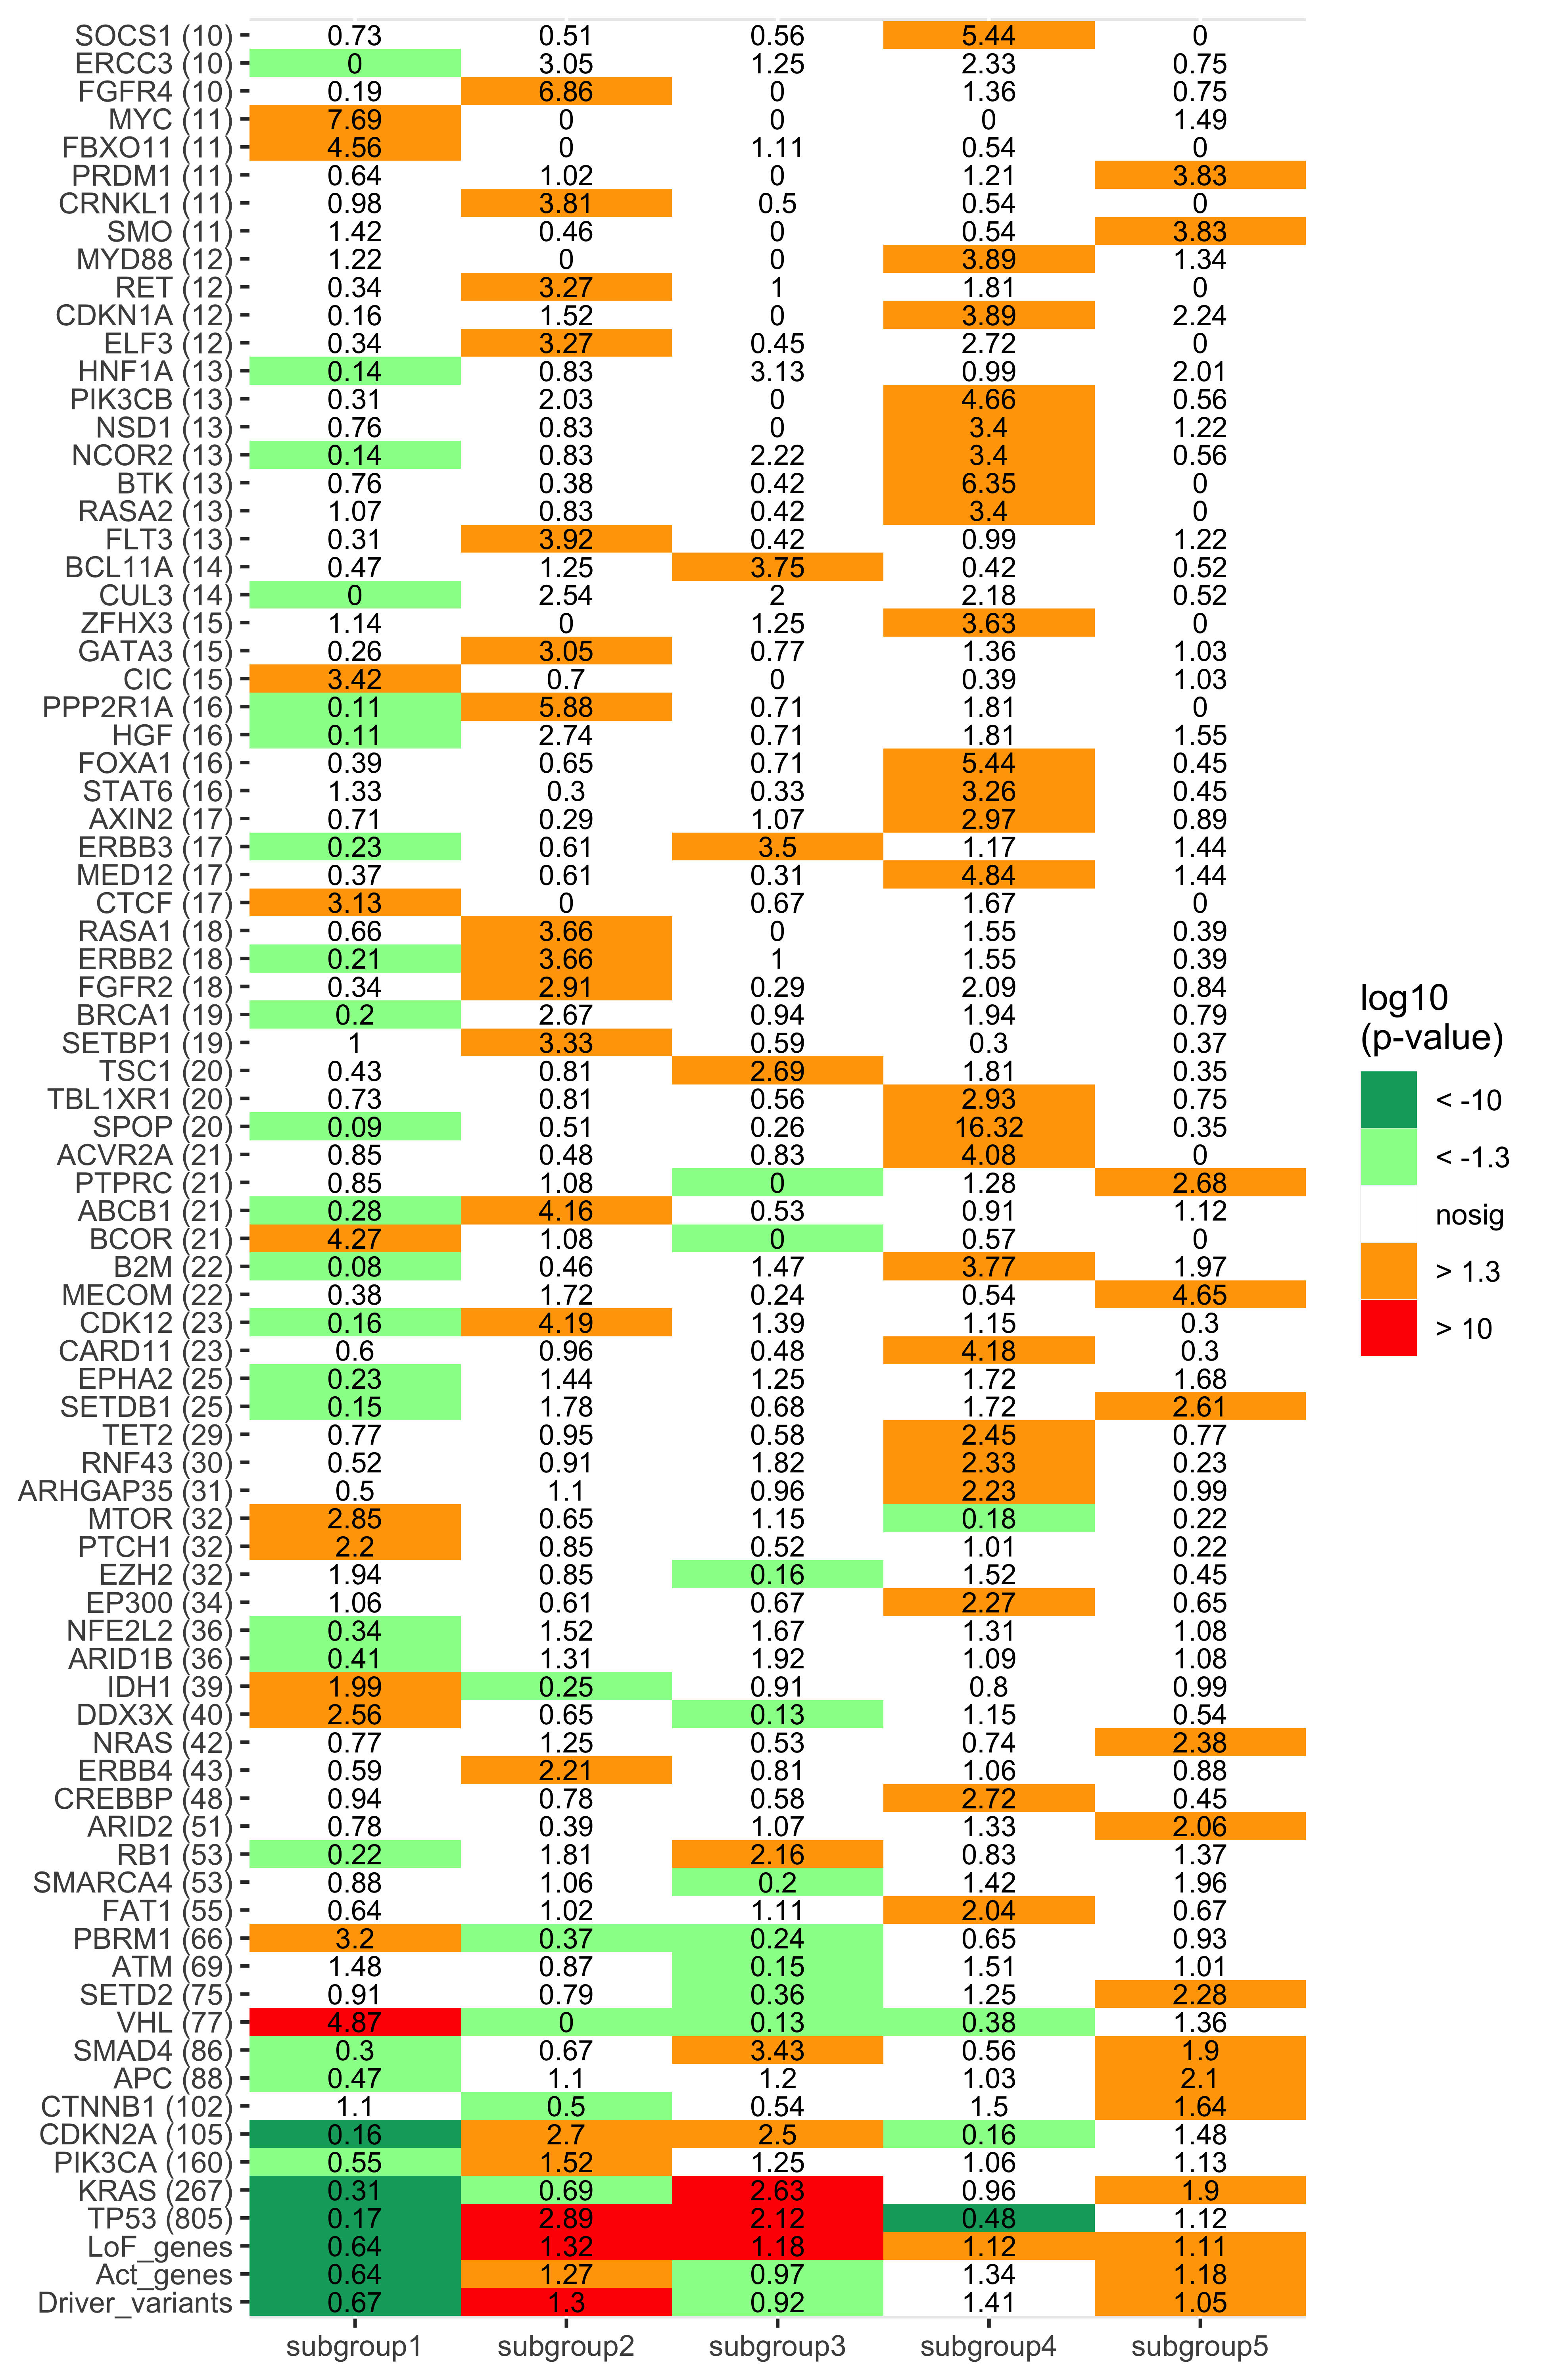 SOCS1 (10) 0.73 0.51 0.56 5.44 0
ERCC3 (10) 0 3.05 1.25 2.33 0.75
FGFR4 (10) 0.19 6.86 0 1.36 0.75
MYC (11) 7.69 0 0 0 1.49
FBXO11 (11) 4.56 0 1.11 0.54 0
PRDM1 (11) 0.64 1.02 0 1.21 3.83
CRNKL1 (11) 0.98 3.81 0.5 0.54 0
SMO (11) 1.42 0.46 0 0.54 3.83
MYD88 (12) 1.22 0 0 3.89 1.34
RET (12) 0.34 3.27 1 1.81 0
CDKN1A (12) 0.16 1.52 0 3.89 2.24
ELF3 (12) 0.34 3.27 0.45 2.72 0
HNF1A (13) 0.14 0.83 3.13 0.99 2.01
PIK3CB (13) 0.31 2.03 0 4.66 0.56
NSD1 (13) 0.76 0.83 0 3.4 1.22
NCOR2 (13) 0.14 0.83 2.22 3.4 0.56
BTK (13) 0.76 0.38 0.42 6.35 0
RASA2 (13) 1.07 0.83 0.42 3.4 0
FLT3 (13) 0.31 3.92 0.42 0.99 1.22
BCL11A (14) 0.47 1.25 3.75 0.42 0.52
CUL3 (14) 0 2.54 2 2.18 0.52
ZFHX3 (15) 1.14 0 1.25 3.63 0
GATA3 (15) 0.26 3.05 0.77 1.36 1.03
CIC (15) 3.42 0.7 0 0.39 1.03
PPP2R1A (16) 0.11 5.88 0.71 1.81 0
HGF (16) 0.11 2.74 0.71 1.81 1.55
FOXA1 (16) 0.39 0.65 0.71 5.44 0.45
STAT6 (16) 1.33 0.3 0.33 3.26 0.45
AXIN2 (17) 0.71 0.29 1.07 2.97 0.89
ERBB3 (17) 0.23 0.61 3.5 1.17 1.44
MED12 (17) 0.37 0.61 0.31 4.84 1.44
CTCF (17) 3.13 0 0.67 1.67 0
RASA1 (18) 0.66 3.66 0 1.55 0.39
ERBB2 (18) 0.21 3.66 1 1.55 0.39
FGFR2 (18) 0.34 2.91 0.29 2.09 0.84
BRCA1 (19) 0.2 2.67 0.94 1.94 0.79
SETBP1 (19) 1 3.33 0.59 0.3 0.37
TSC1 (20) 0.43 0.81 2.69 1.81 0.35
TBL1XR1 (20) 0.73 0.81 0.56 2.93 0.75
SPOP (20) 0.09 0.51 0.26 16.32 0.35
ACVR2A (21) 0.85 0.48 0.83 4.08 0
PTPRC (21) 0.85 1.08 0 1.28 2.68
ABCB1 (21) 0.28 4.16 0.53 0.91 1.12
BCOR (21) 4.27 1.08 0 0.57 0
B2M (22) 0.08 0.46 1.47 3.77 1.97
MECOM (22) 0.38 1.72 0.24 0.54 4.65
CDK12 (23) 0.16 4.19 1.39 1.15 0.3
CARD11 (23) 0.6 0.96 0.48 4.18 0.3
EPHA2 (25) 0.23 1.44 1.25 1.72 1.68
SETDB1 (25) 0.15 1.78 0.68 1.72 2.61
TET2 (29) 0.77 0.95 0.58 2.45 0.77
RNF43 (30) 0.52 0.91 1.82 2.33 0.23
ARHGAP35 (31) 0.5 1.1 0.96 2.23 0.99
MTOR (32) 2.85 0.65 1.15 0.18 0.22
PTCH1 (32) 2.2 0.85 0.52 1.01 0.22
EZH2 (32) 1.94 0.85 0.16 1.52 0.45
EP300 (34) 1.06 0.61 0.67 2.27 0.65
NFE2L2 (36) 0.34 1.52 1.67 1.31 1.08
ARID1B (36) 0.41 1.31 1.92 1.09 1.08
IDH1 (39) 1.99 0.25 0.91 0.8 0.99
DDX3X (40) 2.56 0.65 0.13 1.15 0.54
NRAS (42) 0.77 1.25 0.53 0.74 2.38
ERBB4 (43) 0.59 2.21 0.81 1.06 0.88
CREBBP (48) 0.94 0.78 0.58 2.72 0.45
ARID2 (51) 0.78 0.39 1.07 1.33 2.06
RB1 (53) 0.22 1.81 2.16 0.83 1.37
SMARCA4 (53) 0.88 1.06 0.2 1.42 1.96
FAT1 (55) 0.64 1.02 1.11 2.04 0.67
PBRM1 (66) 3.2 0.37 0.24 0.65 0.93
ATM (69) 1.48 0.87 0.15 1.51 1.01
SETD2 (75) 0.91 0.79 0.36 1.25 2.28
VHL (77) 4.87 0 0.13 0.38 1.36
SMAD4 (86) 0.3 0.67 3.43 0.56 1.9
APC (88) 0.47 1.1 1.2 1.03 2.1
CTNNB1 (102) 1.1 0.5 0.54 1.5 1.64
CDKN2A (105) 0.16 2.7 2.5 0.16 1.48
PIK3CA (160) 0.55 1.52 1.25 1.06 1.13
KRAS (267) 0.31 0.69 2.63 0.96 1.9
TP53 (805) 0.17 2.89 2.12 0.48 1.12
LoF_genes 0.64 1.32 1.18 1.12 1.11
Act_genes 0.64 1.27 0.97 1.34 1.18
Driver_variants 0.67 1.3 0.92 1.41 1.05
subgroup1 subgroup2 subgroup3 subgroup4 subgroup5
log10
(p-value)
< -10
< -1.3
nosig
> 1.3
> 10